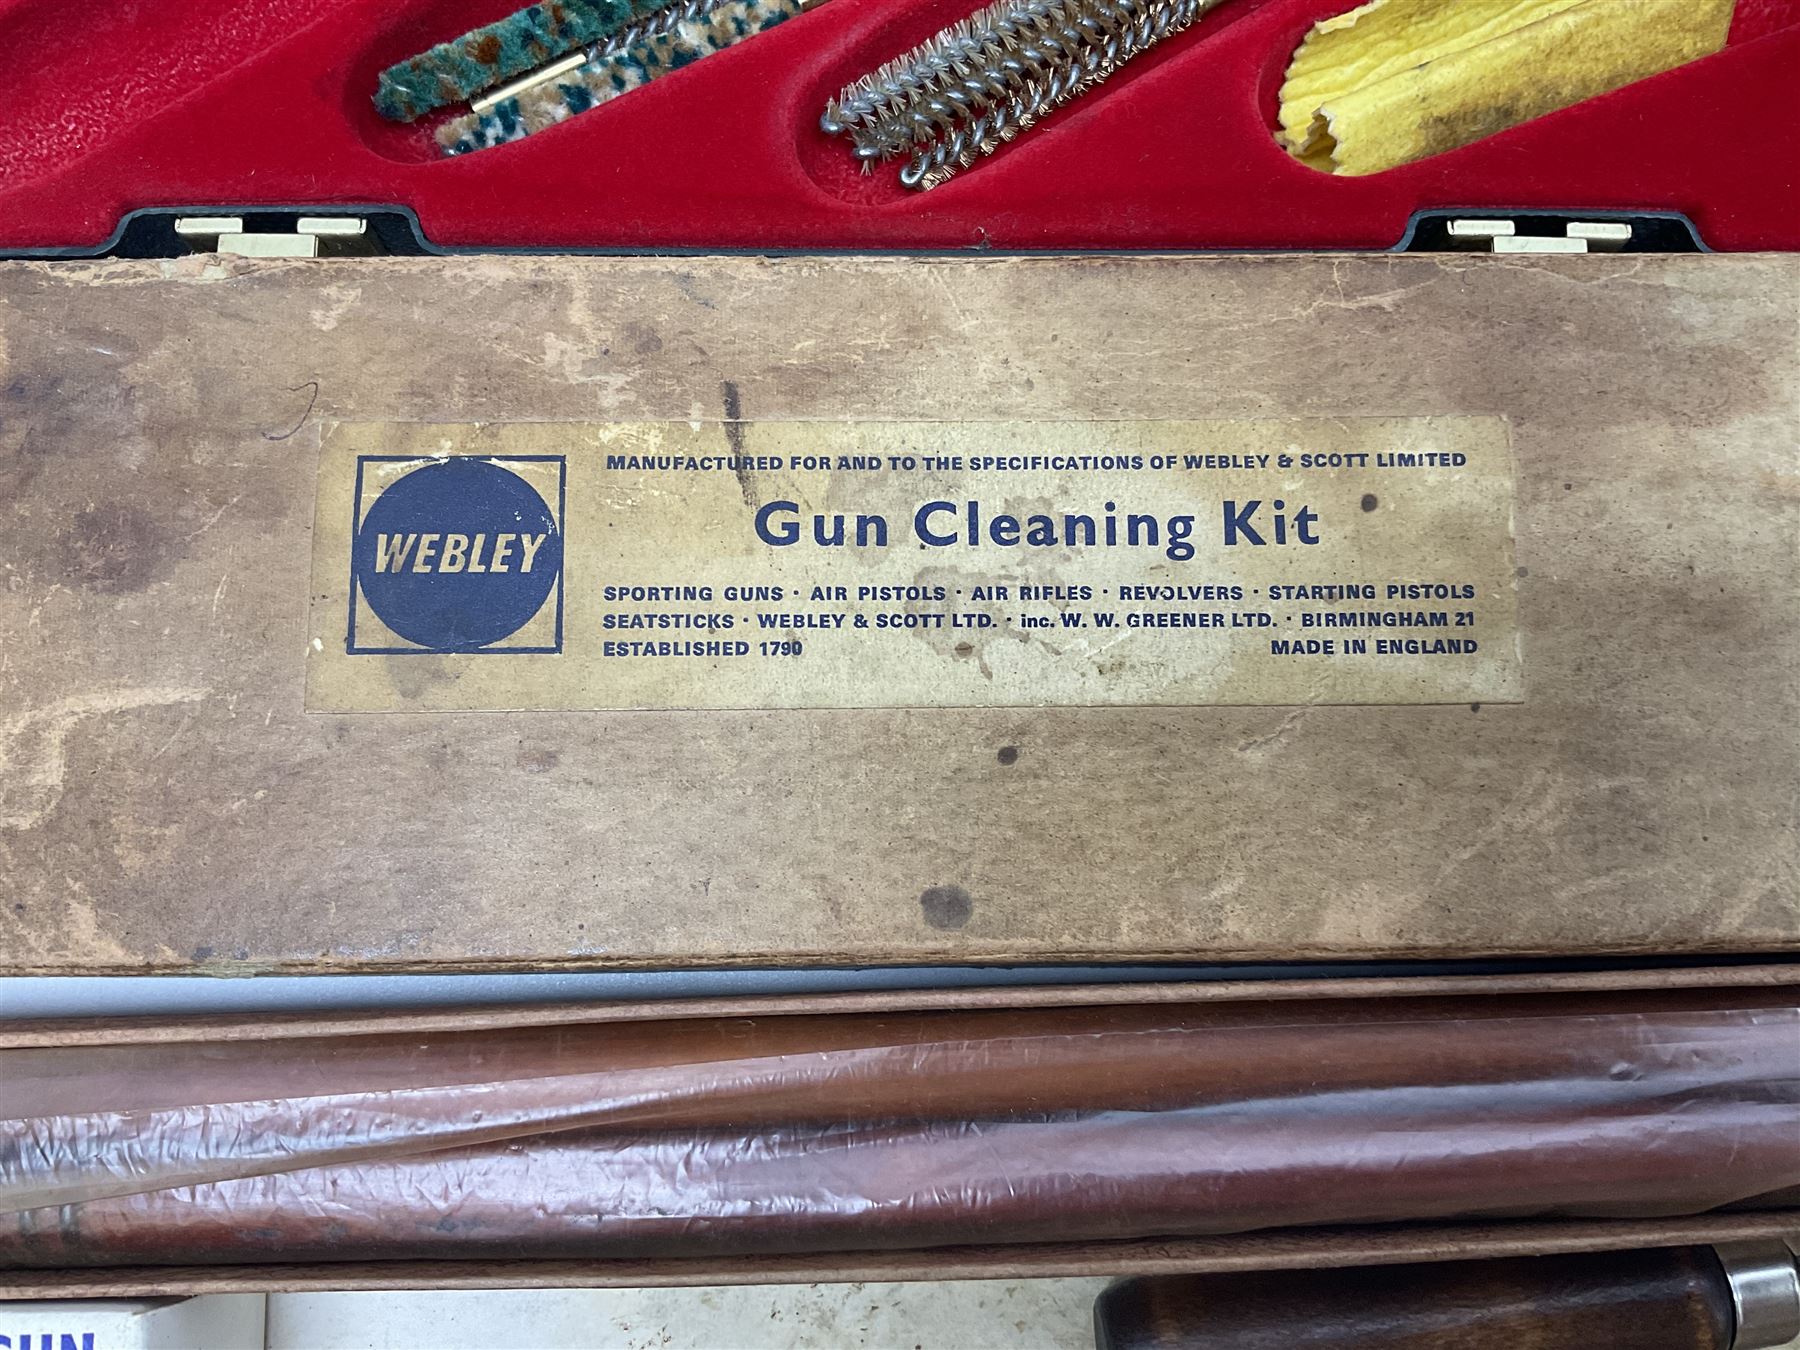 WEBLEY
MANUFACTURED FOR AND TO THE SPECIFICATIONS OF WEBLEY & SCOTT LIMITED
Gun Cleaning Kit
SPORTING GUNS · AIR PISTOLS · AIR RIFLES · REVOLVERS · STARTING PISTOLS
SEATSTICKS · WEBLEY & SCOTT LTD. · inc. W. W. GREENER LTD. · BIRMINGHAM 21
ESTABLISHED 1790 MADE IN ENGLAND
GUN